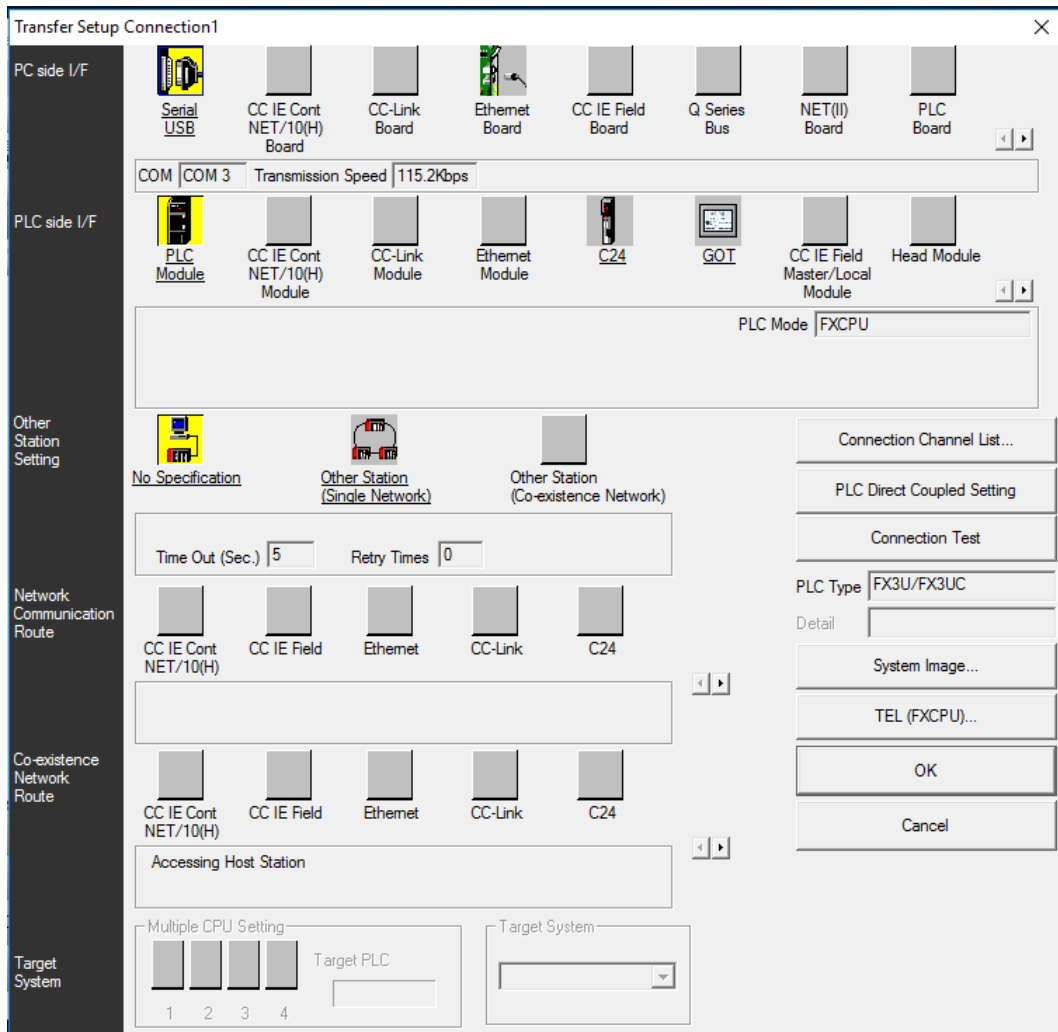 Transfer Setup Connection1
PC side I/F
Serial
USB
CC IE Cont
NET/10(H)
Board
CC-Link
Board
Ethernet
Board
CC IE Field
Board
Q Series
Bus
NET(II)
Board
PLC
Board
COM COM 3 Transmission Speed 115.2Kbps
PLC side I/F
PLC
Module
CC IE Cont
NET/10(H)
Module
CC-Link
Module
Ethernet
Module
C24
GOT
CC IE Field
Master/Local
Module
Head Module
PLC Mode FXCPU
Other
Station
Setting
No Specification
Other Station
(Single Network)
Other Station
(Co-existence Network)
Time Out (Sec.) 5 Retry Times 0
Connection Channel List...
PLC Direct Coupled Setting
Connection Test
PLC Type FX3U/FX3UC
Detail
System Image...
TEL (FXCPU)...
OK
Cancel
Network
Communication
Route
CC IE Cont
NET/10(H)
CC IE Field
Ethernet
CC-Link
C24
Co-existence
Network
Route
CC IE Cont
NET/10(H)
CC IE Field
Ethernet
CC-Link
C24
Accessing Host Station
Target
System
Multiple CPU Setting
1 2 3 4
Target PLC
Target System